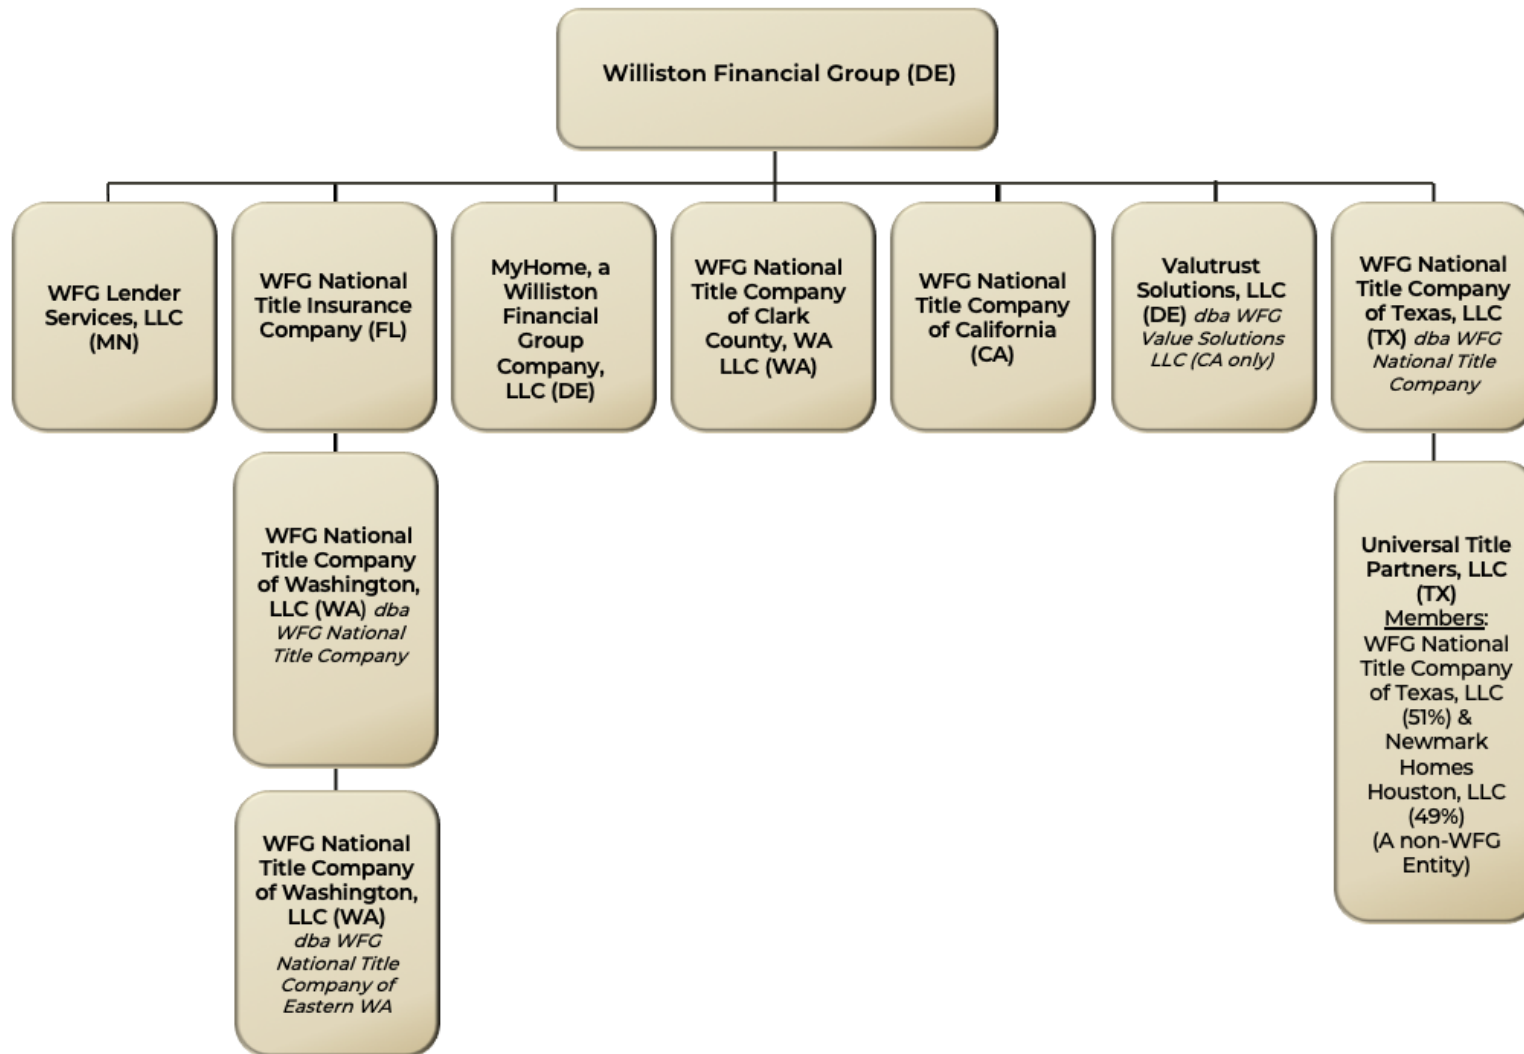 Williston Financial Group (DE)
WFG Lender
Services, LLC
(MN)
WFG National
Title Insurance
Company (FL)
MyHome, a
Williston
Financial
Group
Company,
LLC (DE)
WFG National
Title Company
of Clark
County, WA
LLC (WA)
WFG National
Title Company
of California
(CA)
Valutrust
Solutions, LLC
(DE) dba WFG
Value Solutions
LLC (CA only)
WFG National
Title Company
of Texas, LLC
(TX) dba WFG
National Title
Company
WFG National
Title Company
of Washington,
LLC (WA) dba
WFG National
Title Company
Universal Title
Partners, LLC
(TX)
Members:
WFG National
Title Company
of Texas, LLC
(51%) &
Newmark
Homes
Houston, LLC
(49%)
(A non-WFG
Entity)
WFG National
Title Company
of Washington,
LLC (WA)
dba WFG
National Title
Company of
Eastern WA